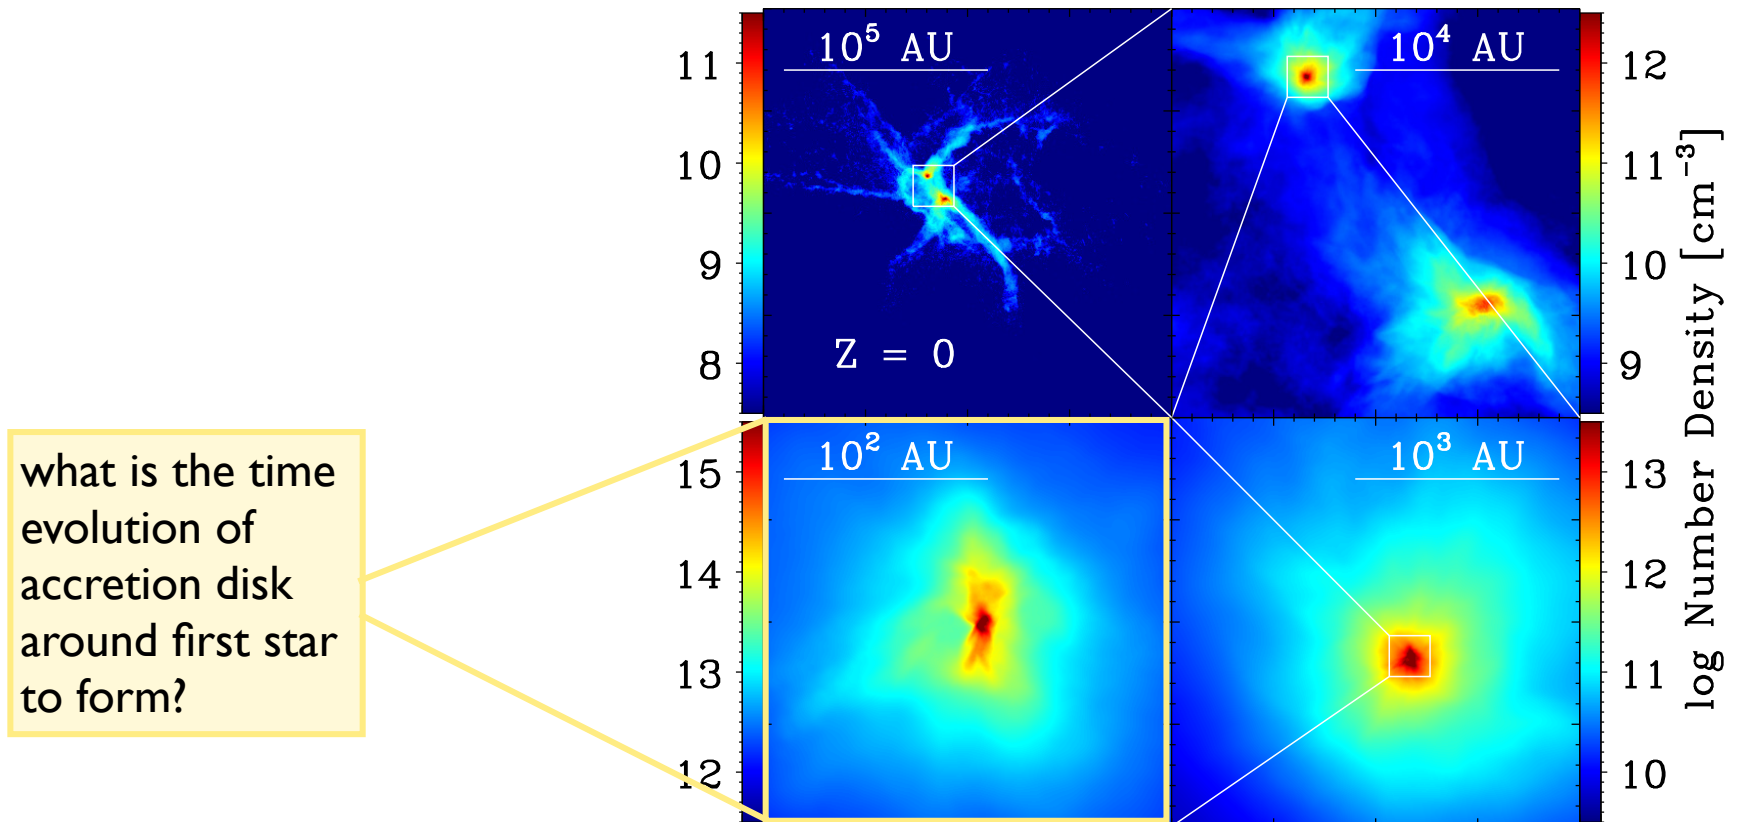 10⁵ AU
10⁴ AU
11
10
9
8
12
11
10
9
Z = 0
log Number Density [cm⁻³]
what is the time
evolution of
accretion disk
around first star
to form?
10² AU
10³ AU
15
14
13
12
13
12
11
10